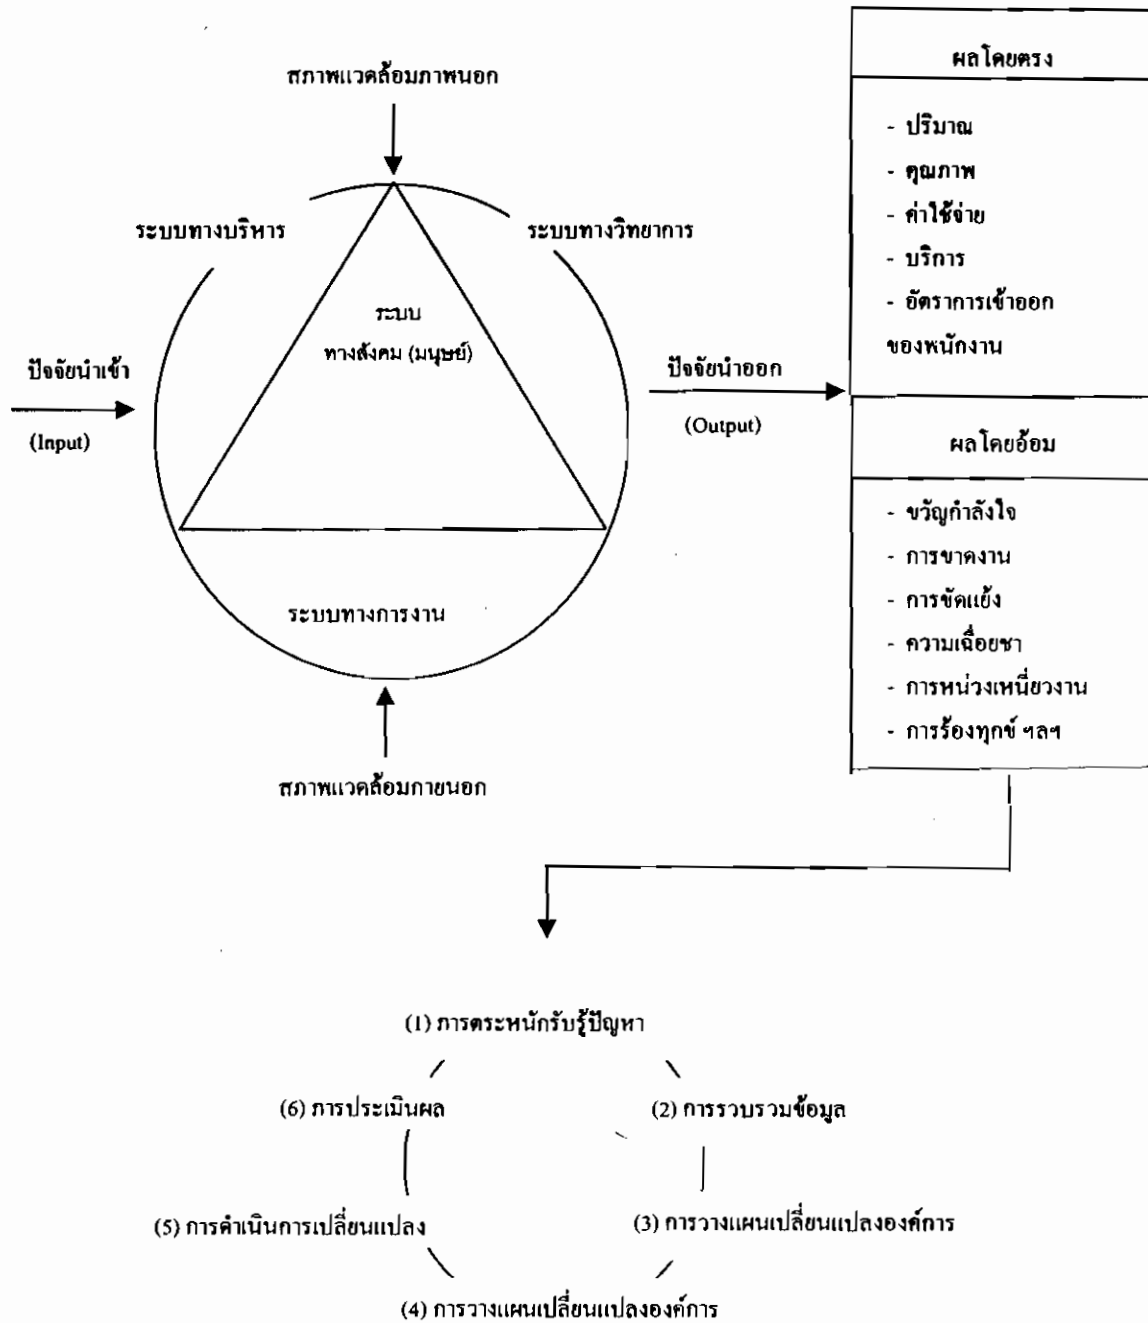 สภาพแวดล้อมภาพนอก
ระบบทางบริหาร
ระบบทางวิทยาการ
ระบบ
ทางสังคม (มนุษย์)
ปัจจัยนำเข้า
(Input)
ปัจจัยนำออก
(Output)
ระบบทางการงาน
สภาพแวดล้อมภายนอก
ผลโดยตรง
- ปริมาณ
- คุณภาพ
- ค่าใช้จ่าย
- บริการ
- อัตราการเข้าออก
ของพนักงาน
ผลโดยอ้อม
- ขวัญกำลังใจ
- การขาดงาน
- การขัดแย้ง
- ความเฉื่อยชา
- การหน่วงเหนี่ยวงาน
- การร้องทุกข์ ฯลฯ
(1) การตระหนักรับรู้ปัญหา
(6) การประเมินผล
(2) การรวบรวมข้อมูล
(5) การดำเนินการเปลี่ยนแปลง
(3) การวางแผนเปลี่ยนแปลงองค์การ
(4) การวางแผนเปลี่ยนแปลงองค์การ